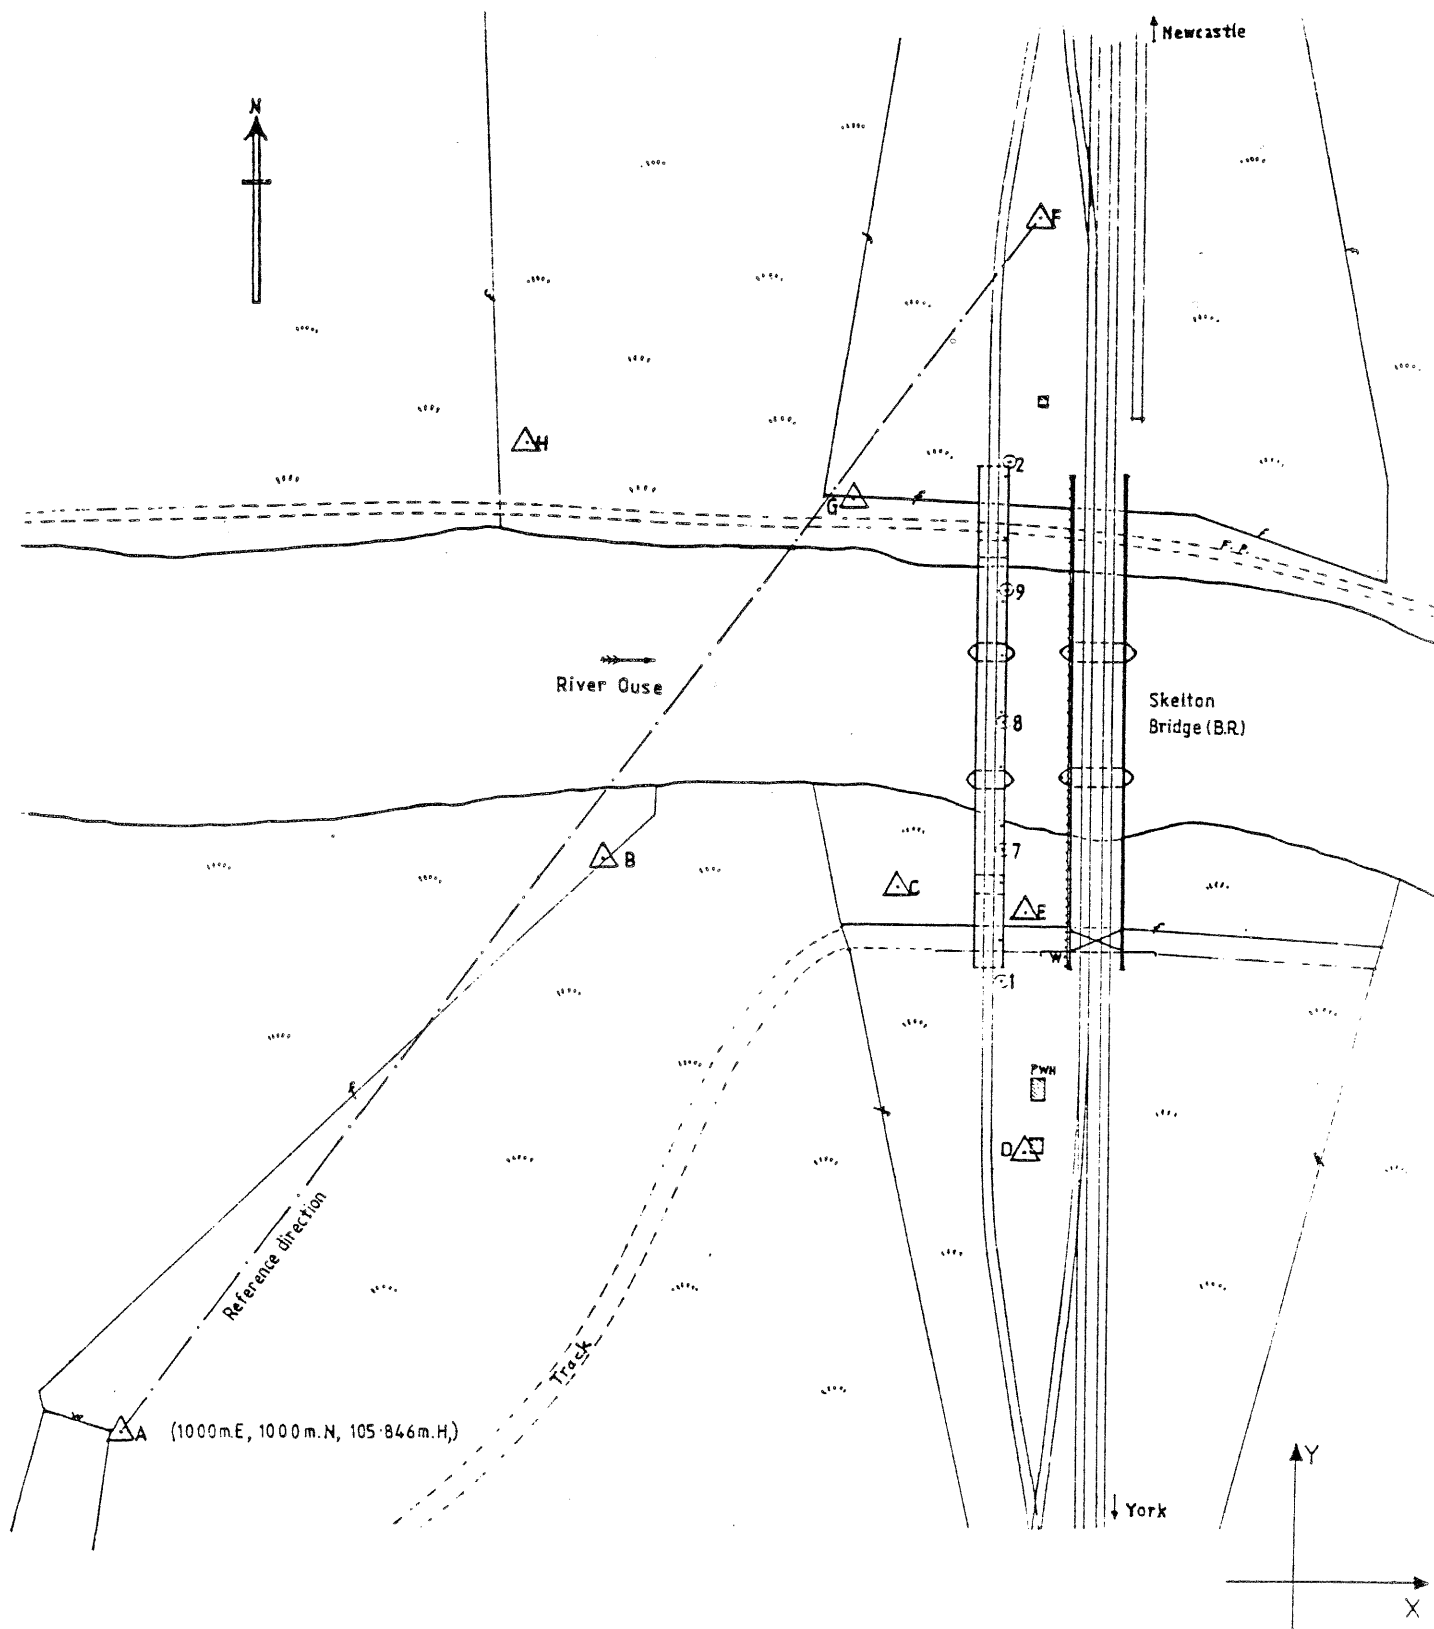 Newcastle
N
F
H
2
G
F.P.
9
River Ouse
8
Skelton
Bridge (B.R.)
7
B
C
E
W
1
PWH
D
Reference direction
Track
A (1000m.E, 1000m.N, 105·846m.H,)
Y
York
X